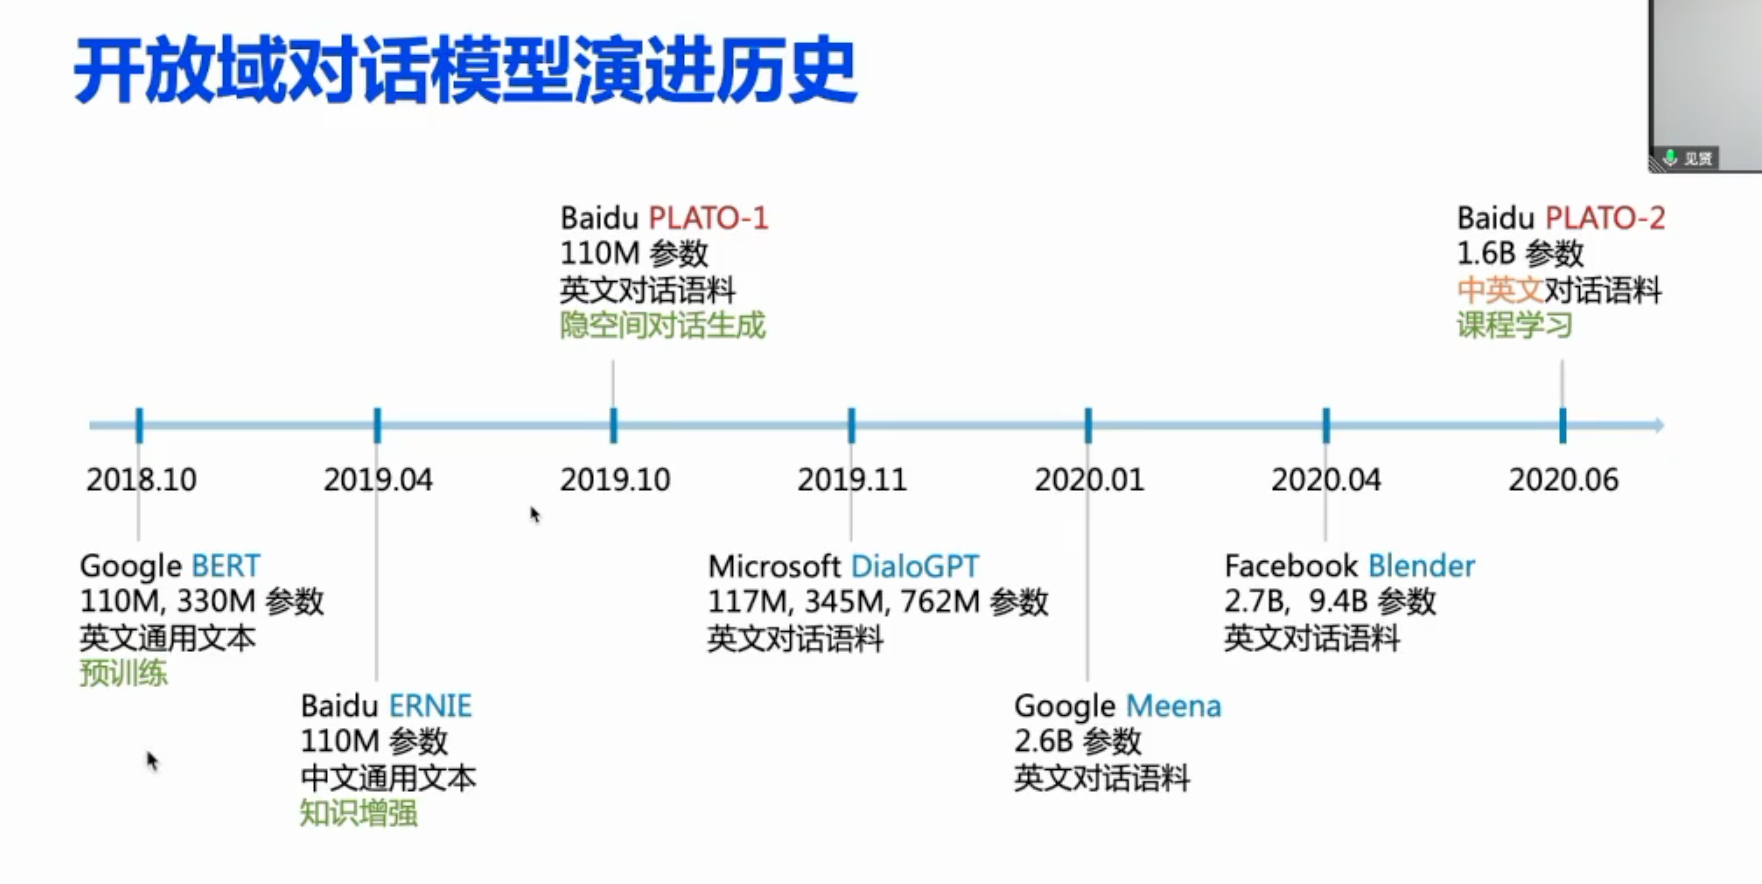 开放域对话模型演进历史
见贤
Baidu PLATO-1
110M 参数
英文对话语料
隐空间对话生成
Baidu PLATO-2
1.6B 参数
中英文对话语料
课程学习
2018.10
2019.04
2019.10
2019.11
2020.01
2020.04
2020.06
Google BERT
110M, 330M 参数
英文通用文本
预训练
Baidu ERNIE
110M 参数
中文通用文本
知识增强
Microsoft DialoGPT
117M, 345M, 762M 参数
英文对话语料
Google Meena
2.6B 参数
英文对话语料
Facebook Blender
2.7B, 9.4B 参数
英文对话语料